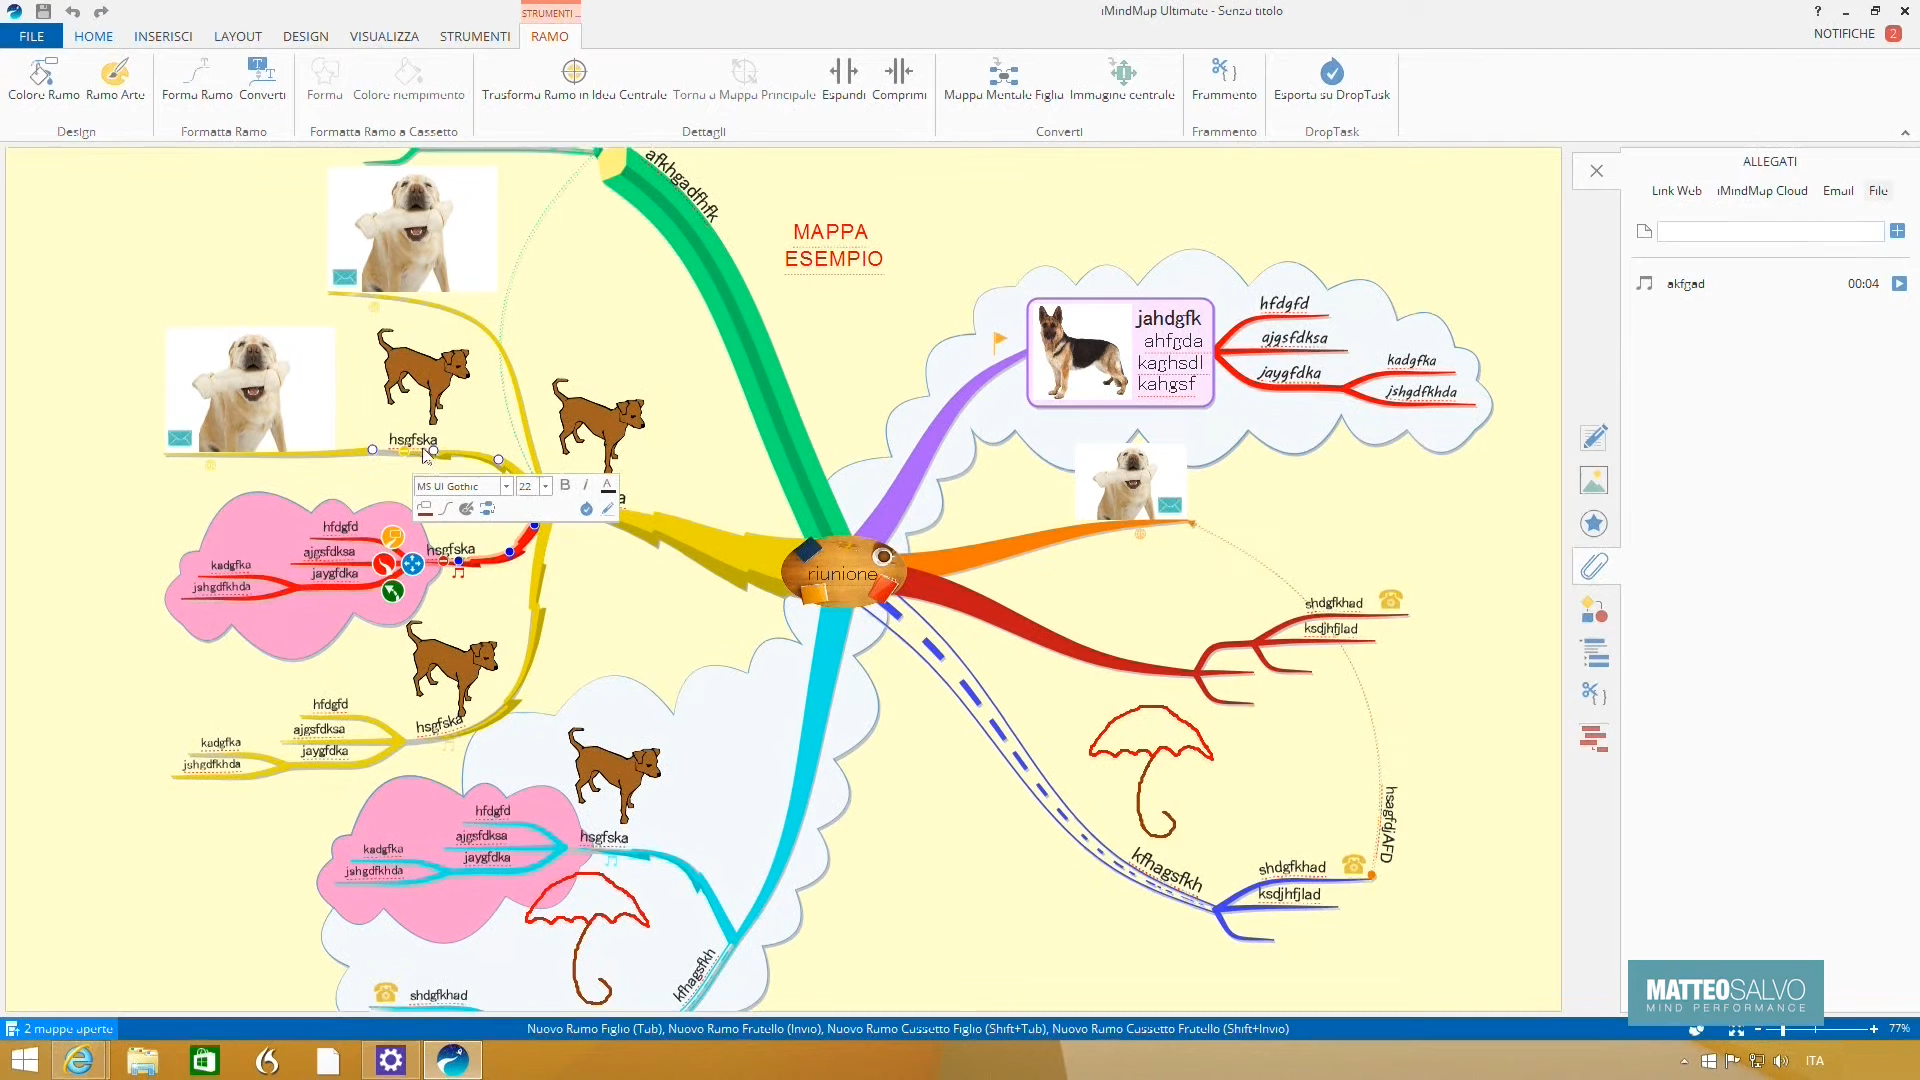 STRUMENTI ...
iMindMap Ultimate - Senza titolo
FILE HOME INSERISCI LAYOUT DESIGN VISUALIZZA STRUMENTI RAMO
NOTIFICHE 2
Colore Ramo Ramo Arte Forma Ramo Converti Forma Colore riempimento Trasforma Ramo in Idea Centrale Torna a Mappa Principale Espandi Comprimi Mappa Mentale Figlia Immagine centrale Frammento Esporta su DropTask
Design Formatta Ramo Formatta Ramo a Cassetto Dettagli Converti Frammento DropTask
afkhgadfhfk
MAPPA
ESEMPIO
jahdgfk
ahfgda
kaghsdl
kahgsf
hfdgfd
ajgsfdksa
jaygfdka
kadgfka
jshgdfkhda
hsgfska
MS UI Gothic 22 B i A
hfdgfd
ajgsfdksa
jaygfdka
kadgfka
jshgdfkhda
hsgfska
riunione
shdgfkhad
ksdjhfjlad
hfdgfd
ajgsfdksa
jaygfdka
kadgfka
jshgdfkhda
hsgfska
hfdgfd
ajgsfdksa
jaygfdka
kadgfka
jshgdfkhda
hsgfska
hsagfdjAFD
kfhagsfkh
shdgfkhad
ksdjhfjlad
kfhagsfkh
shdgfkhad
ALLEGATI
Link Web iMindMap Cloud Email File
akfgad 00:04
MATTEOSALVO
MIND PERFORMANCE
2 mappe aperte
Nuovo Ramo Figlio (Tab), Nuovo Ramo Fratello (Invio), Nuovo Ramo Cassetto Figlio (Shift+Tab), Nuovo Ramo Cassetto Fratello (Shift+Invio)
77%
ITA